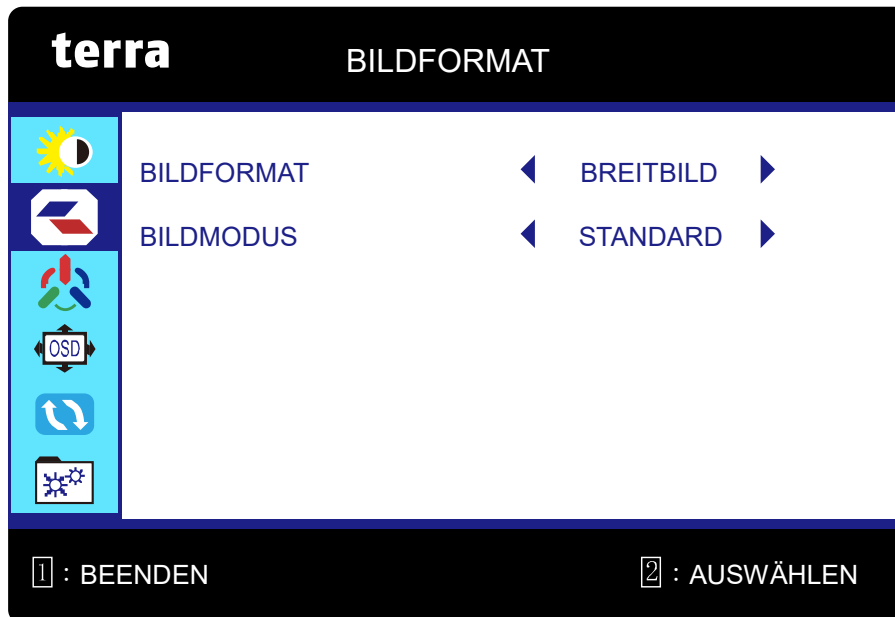 terra
BILDFORMAT
BILDFORMAT BREITBILD
BILDMODUS STANDARD
OSD
1 : BEENDEN 2 : AUSWÄHLEN